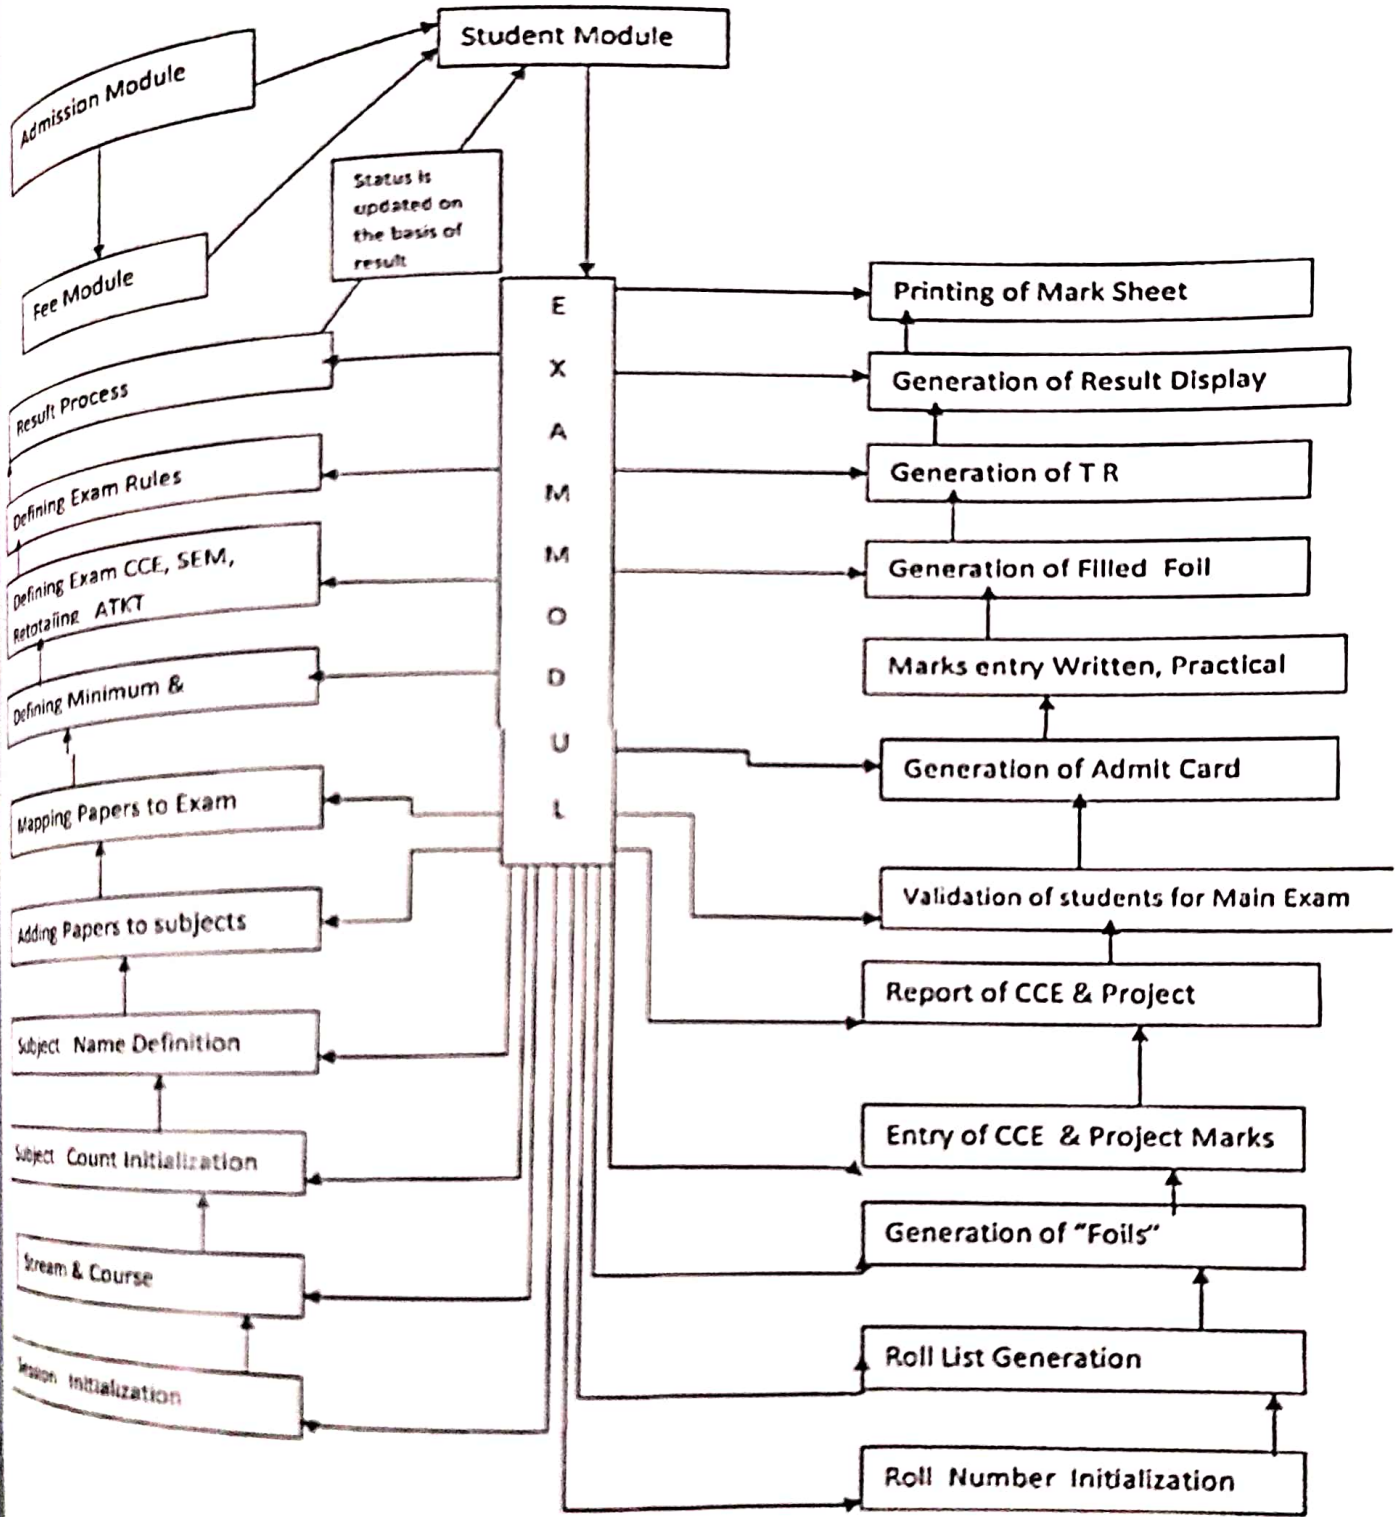 Student Module
Admission Module
Status is
updated on
the basis of
result
Fee Module
E
X
A
M
M
O
D
U
L
Result Process
Defining Exam Rules
Defining Exam CCE, SEM,
Retotaiing ATKT
Defining Minimum &
Mapping Papers to Exam
Adding Papers to subjects
Subject Name Definition
Subject Count Initialization
Stream & Course
Session Initialization
Printing of Mark Sheet
Generation of Result Display
Generation of T R
Generation of Filled Foil
Marks entry Written, Practical
Generation of Admit Card
Validation of students for Main Exam
Report of CCE & Project
Entry of CCE & Project Marks
Generation of "Foils"
Roll List Generation
Roll Number Initialization